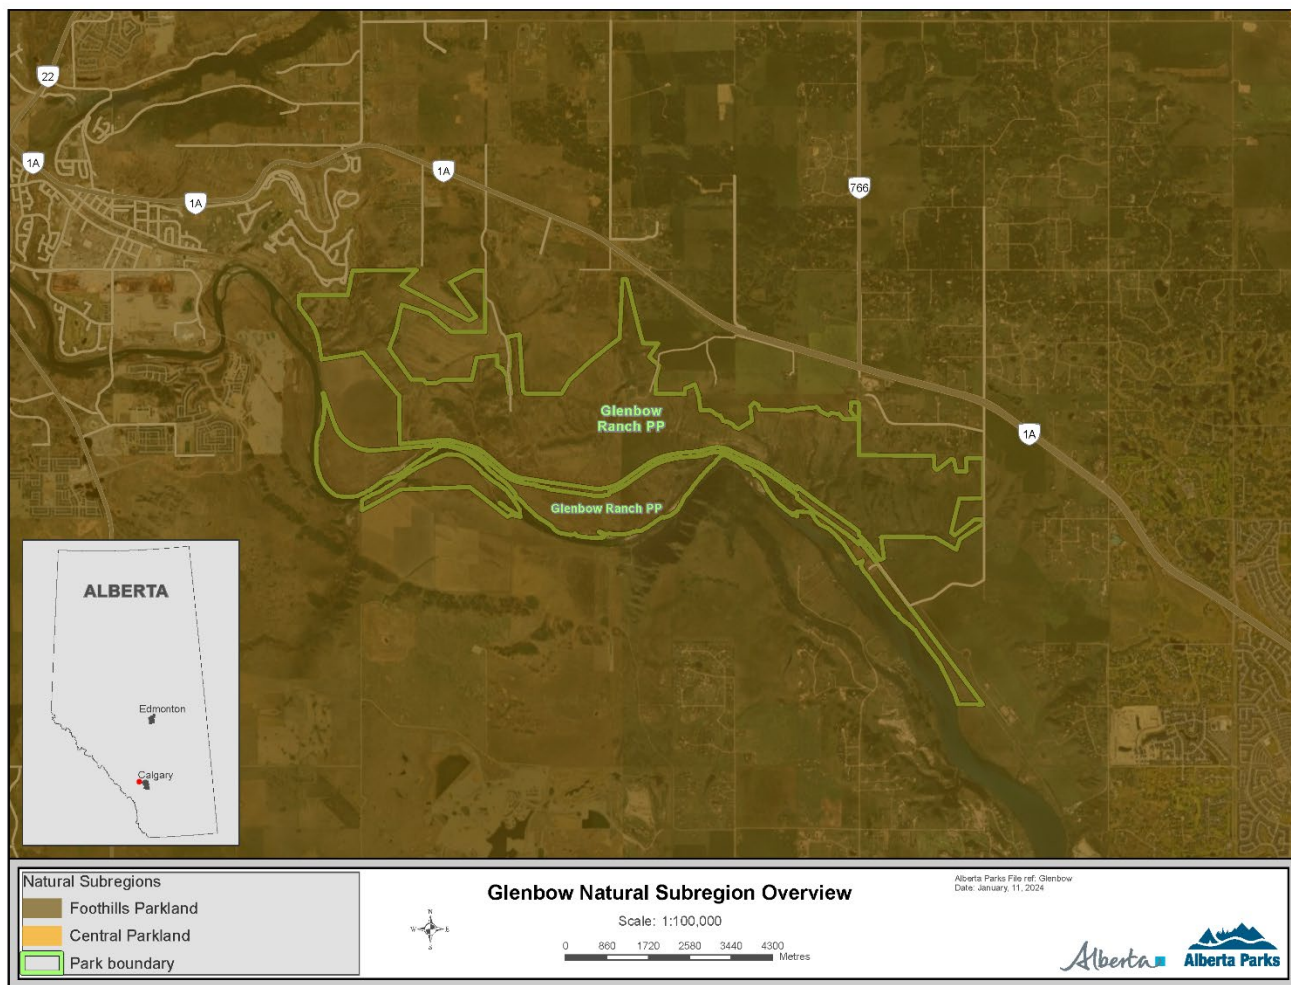 22
1A
1A
1A
766
Glenbow
Ranch PP
1A
Glenbow Ranch PP
ALBERTA
Edmonton
Calgary
Natural Subregions
Foothills Parkland
Central Parkland
Park boundary
Glenbow Natural Subregion Overview
Scale: 1:100,000
N
W
E
S
0 860 1720 2580 3440 4300
Metres
Alberta Parks File ref: Glenbow
Date: January, 11, 2024
Alberta
Alberta Parks